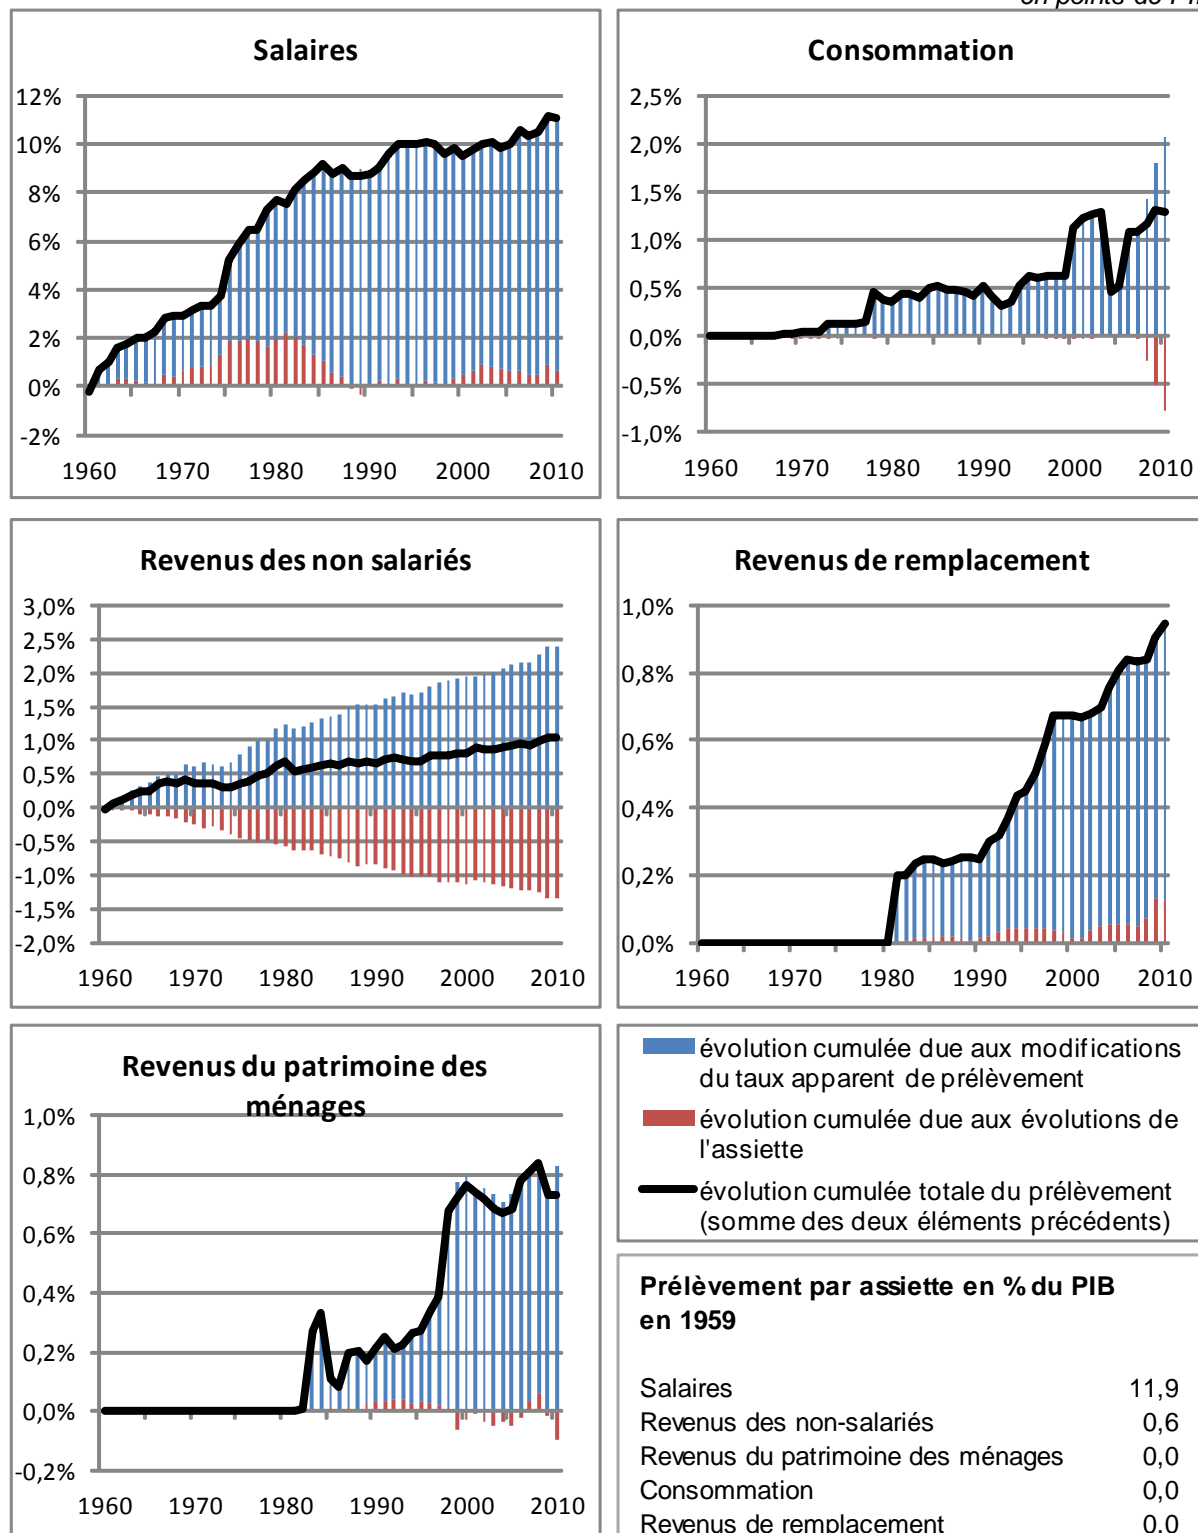 en points de
Salaires
12%
10%
8%
6%
4%
2%
0%
-2%
1960 1970 1980 1990 2000 2010
Consommation
2,5%
2,0%
1,5%
1,0%
0,5%
0,0%
-0,5%
-1,0%
1960 1970 1980 1990 2000 2010
Revenus des non salariés
3,0%
2,5%
2,0%
1,5%
1,0%
0,5%
0,0%
-0,5%
-1,0%
-1,5%
-2,0%
1960 1970 1980 1990 2000 2010
Revenus de remplacement
1,0%
0,8%
0,6%
0,4%
0,2%
0,0%
1960 1970 1980 1990 2000 2010
Revenus du patrimoine des
ménages
1,0%
0,8%
0,6%
0,4%
0,2%
0,0%
-0,2%
1960 1970 1980 1990 2000 2010
évolution cumulée due aux modifications
du taux apparent de prélèvement
évolution cumulée due aux évolutions de
l'assiette
évolution cumulée totale du prélèvement
(somme des deux éléments précédents)
Prélèvement par assiette en % du PIB
en 1959
Salaires 11,9
Revenus des non-salariés 0,6
Revenus du patrimoine des ménages 0,0
Consommation 0,0
Revenus de remplacement 0,0